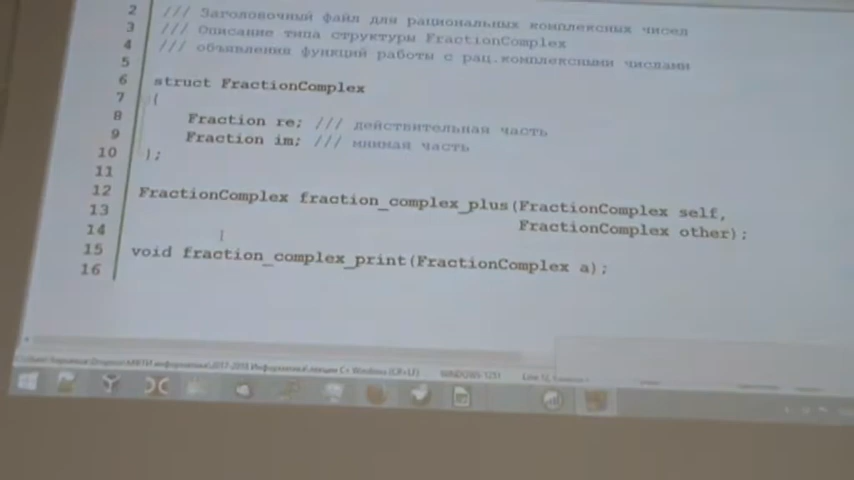 2 /// Заголовочный файл для рациональных комплексных чисел
3 /// Описание типа структуры FractionComplex
4 /// объявления функций работы с рац.комплексными числами
5
6 struct FractionComplex
7 {
8 Fraction re; /// действительная часть
9 Fraction im; /// мнимая часть
10 };
11
12 FractionComplex fraction_complex_plus(FractionComplex self,
13 FractionComplex other);
14
15 void fraction_complex_print(FractionComplex a);
16
WINDOWS-1251